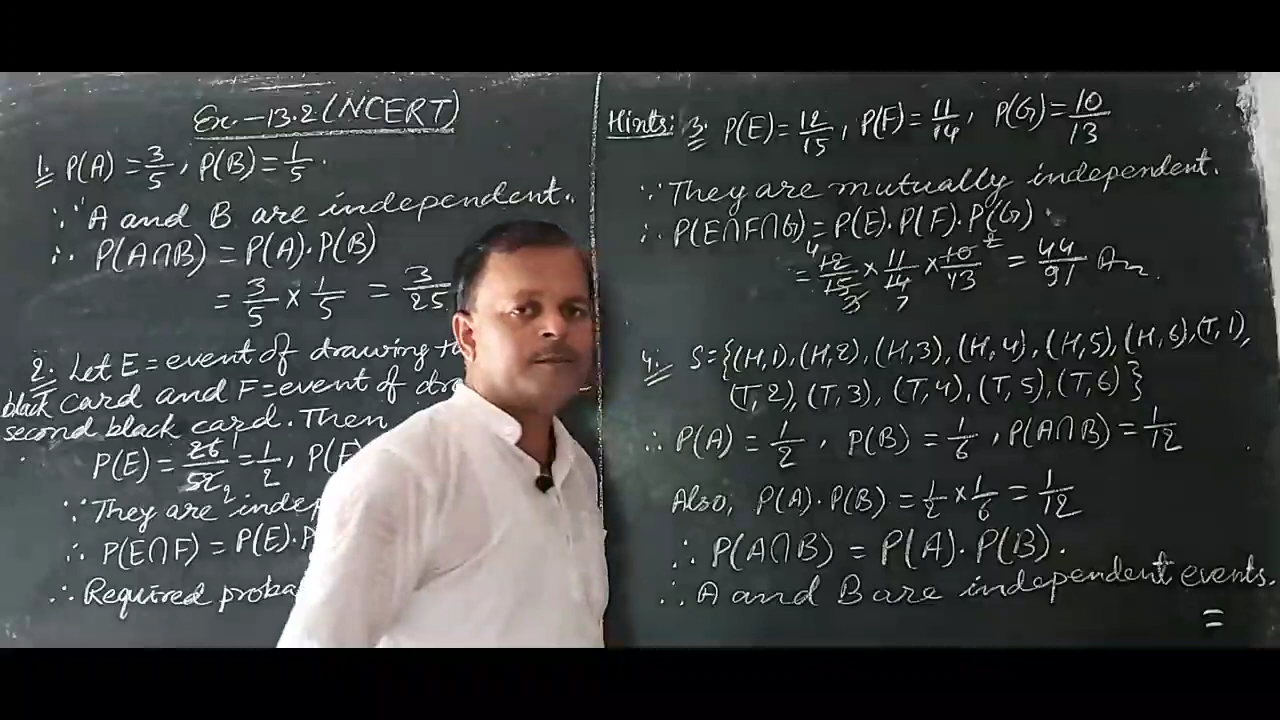 Ex.-13.2 (NCERT)
1. P(A) = 3/5, P(B) = 1/5.
∵ A and B are independent.
∴ P(A∩B) = P(A).P(B)
= 3/5 × 1/5 = 3/25
2. Let E = event of drawing
black card and F = event of
second black card. Then
P(E) = 26/52 = 1/2, P(
∵ They are
∴ P(E∩F) = P(E).
∴ Required
Hints: 3. P(E) = 12/15, P(F) = 11/14, P(G) = 10/13
∵ They are mutually independent.
∴ P(E∩F∩G) = P(E).P(F).P(G).
= 12/15 × 11/14 × 10/13 = 44/91 An.
4. S = {(H,1), (H,2), (H,3), (H,4), (H,5), (H,6), (T,1),
(T,2), (T,3), (T,4), (T,5), (T,6)}
∴ P(A) = 1/2, P(B) = 1/6, P(A∩B) = 1/12
Also, P(A).P(B) = 1/2 × 1/6 = 1/12
∴ P(A∩B) = P(A).P(B).
∴ A and B are independent events.